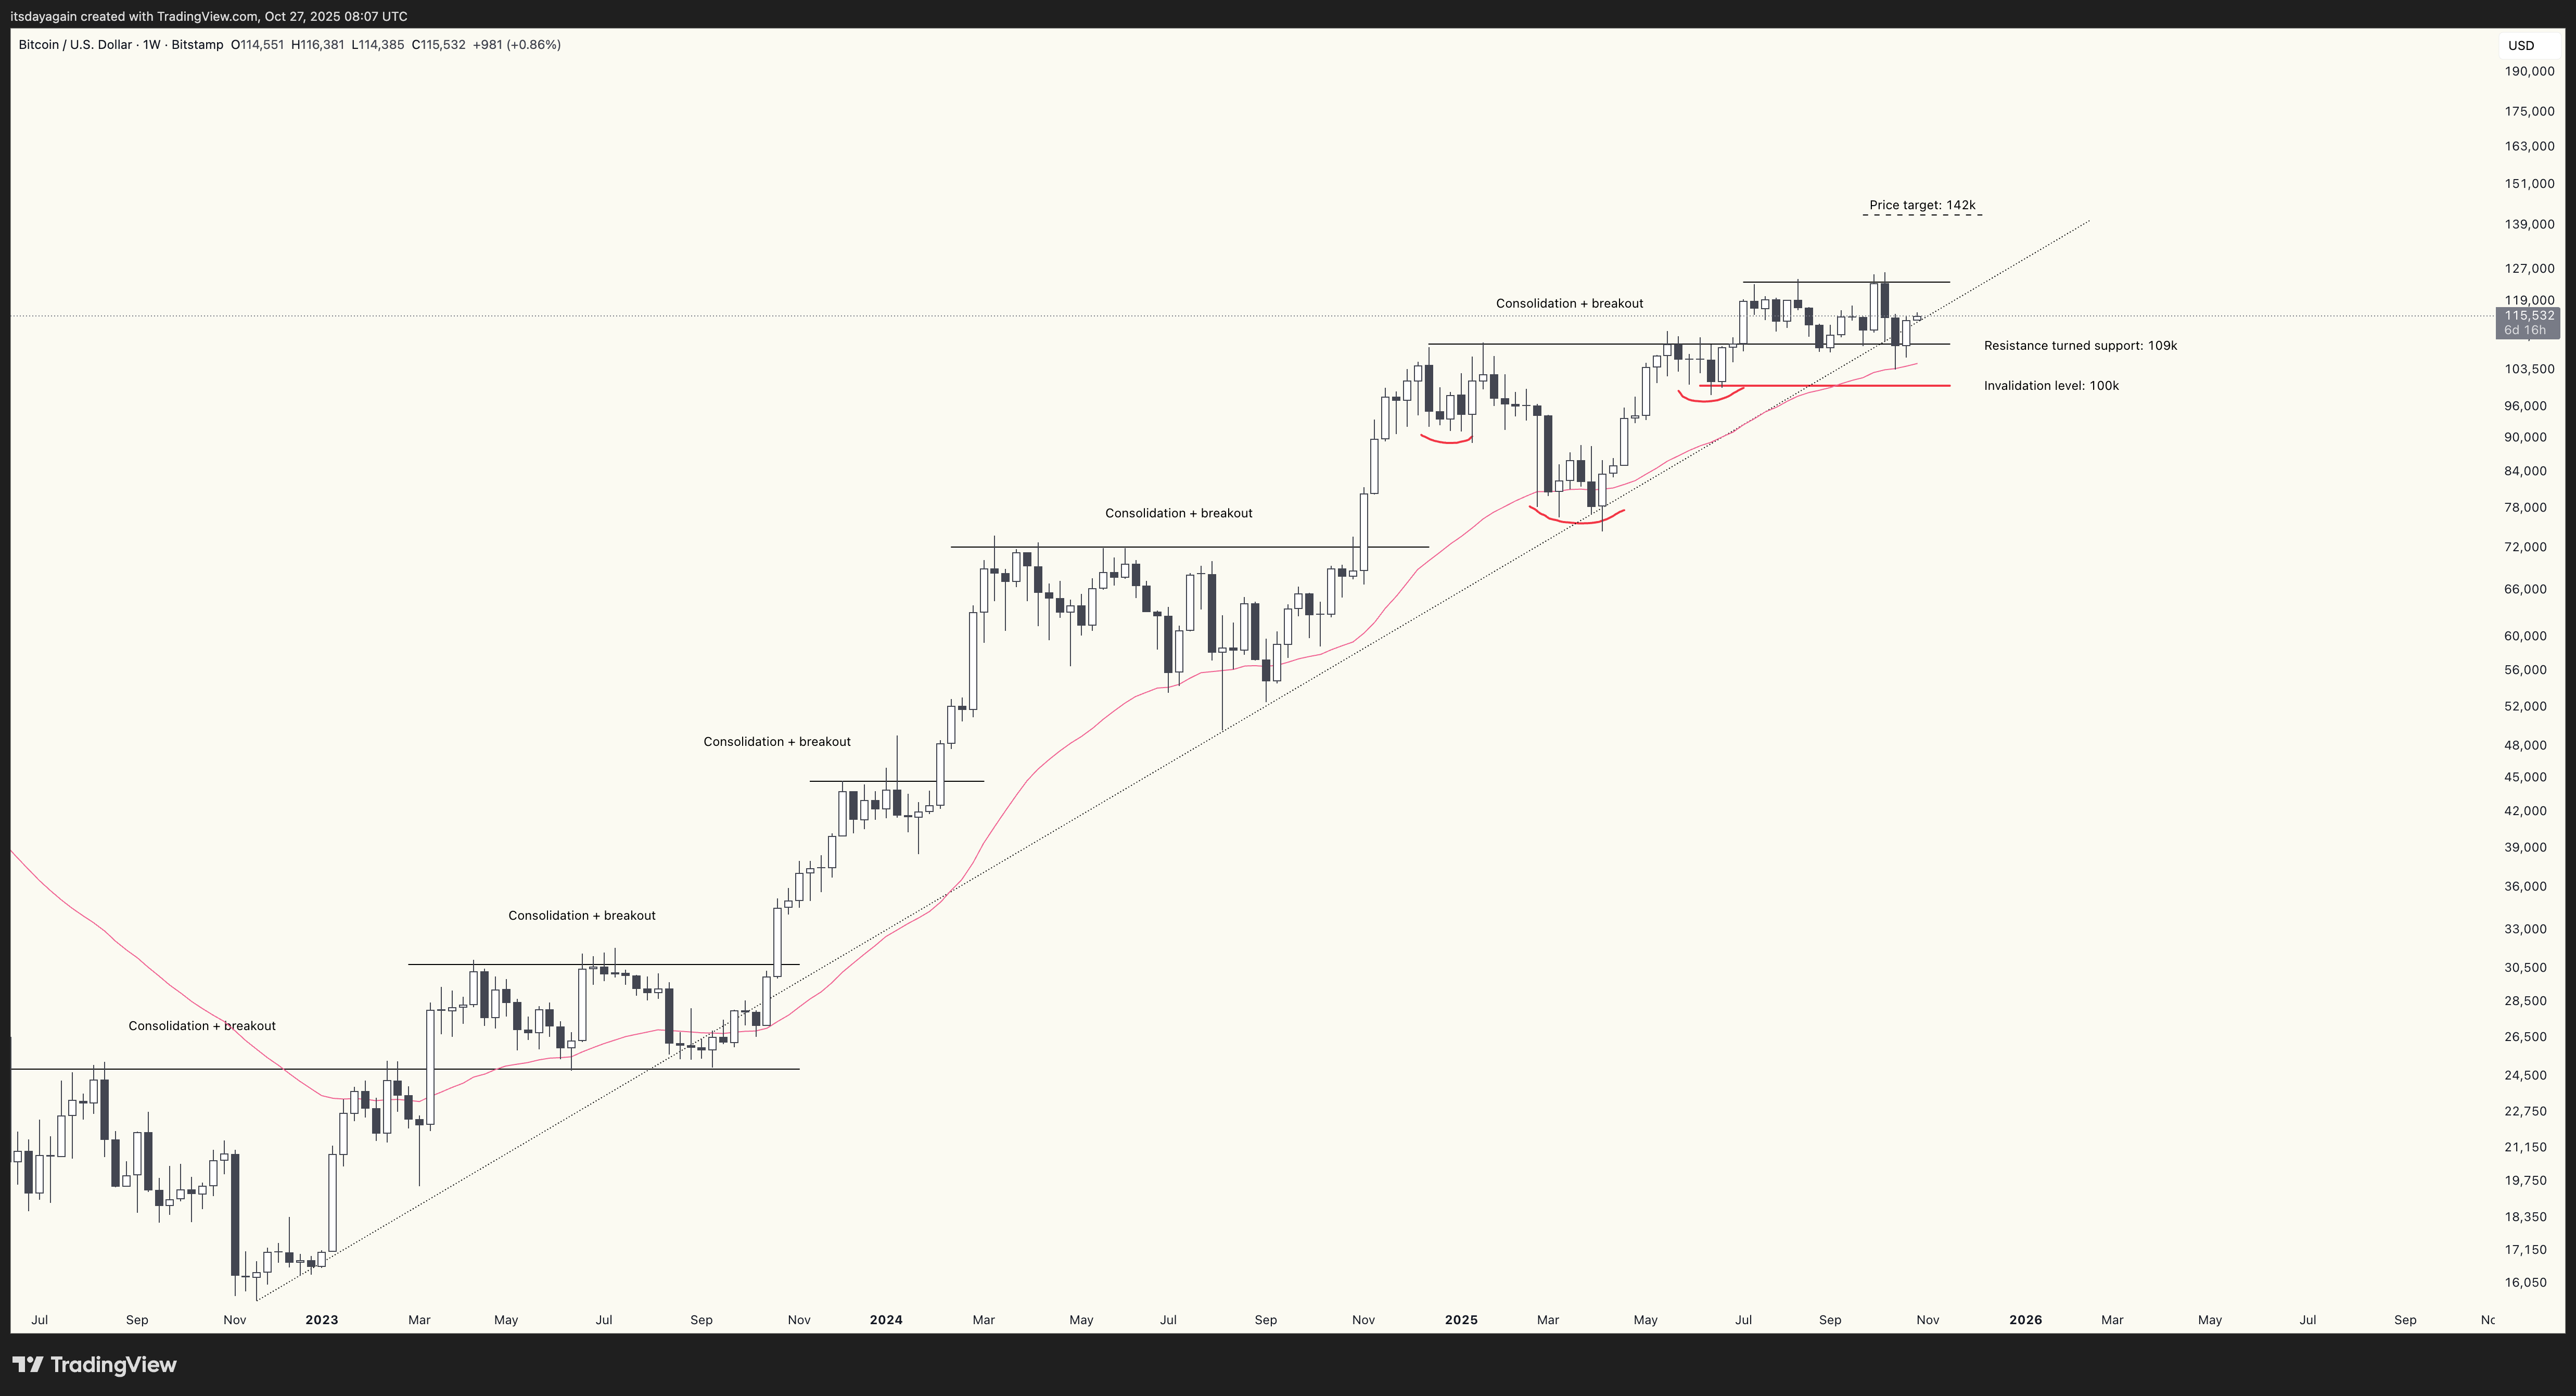 itsdayagain created with TradingView.com, Oct 27, 2025 08:07 UTC
Bitcoin / U.S. Dollar · 1W · Bitstamp O114,551 H116,381 L114,385 C115,532 +981 (+0.86%)
USD
190,000
175,000
163,000
151,000
Price target: 142k
139,000
127,000
Consolidation + breakout
119,000
115,532
6d 16h
Resistance turned support: 109k
103,500
Invalidation level: 100k
96,000
90,000
84,000
Consolidation + breakout
78,000
72,000
66,000
60,000
56,000
52,000
Consolidation + breakout
48,000
45,000
42,000
39,000
36,000
Consolidation + breakout
33,000
30,500
28,500
Consolidation + breakout
26,500
24,500
22,750
21,150
19,750
18,350
17,150
16,050
Jul Sep Nov 2023 Mar May Jul Sep Nov 2024 Mar May Jul Sep Nov 2025 Mar May Jul Sep Nov 2026 Mar May Jul Sep
TradingView